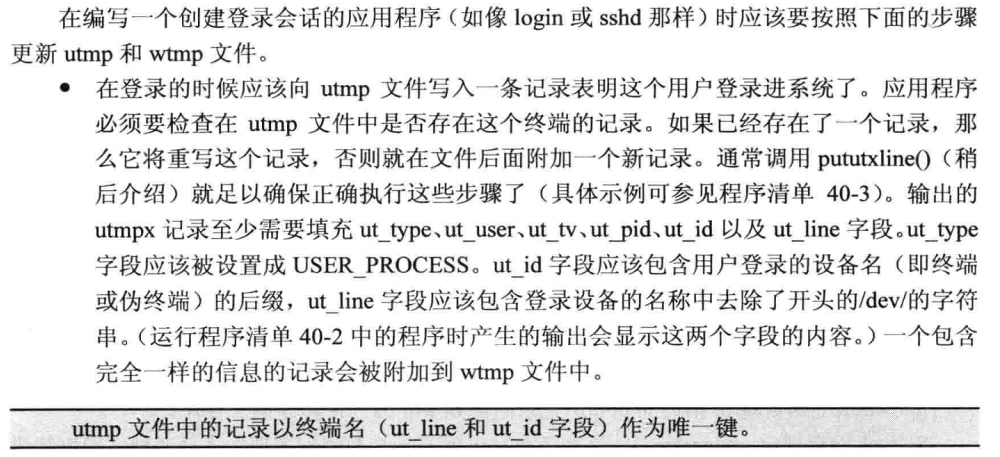 在编写一个创建登录会话的应用程序（如像 login 或 sshd 那样）时应该要按照下面的步骤
更新 utmp 和 wtmp 文件。
● 在登录的时候应该向 utmp 文件写入一条记录表明这个用户登录进系统了。应用程序
必须要检查在 utmp 文件中是否存在这个终端的记录。如果已经存在了一个记录，那
么它将重写这个记录，否则就在文件后面附加一个新记录。通常调用 pututxline()（稍
后介绍）就足以确保正确执行这些步骤了（具体示例可参见程序清单 40-3）。输出的
utmpx 记录至少需要填充 ut_type、ut_user、ut_tv、ut_pid、ut_id 以及 ut_line 字段。ut_type
字段应该被设置成 USER_PROCESS。ut_id 字段应该包含用户登录的设备名（即终端
或伪终端）的后缀，ut_line 字段应该包含登录设备的名称中去除了开头的/dev/的字符
串。（运行程序清单 40-2 中的程序时产生的输出会显示这两个字段的内容。）一个包含
完全一样的信息的记录会被附加到 wtmp 文件中。
utmp 文件中的记录以终端名（ut_line 和 ut_id 字段）作为唯一键。